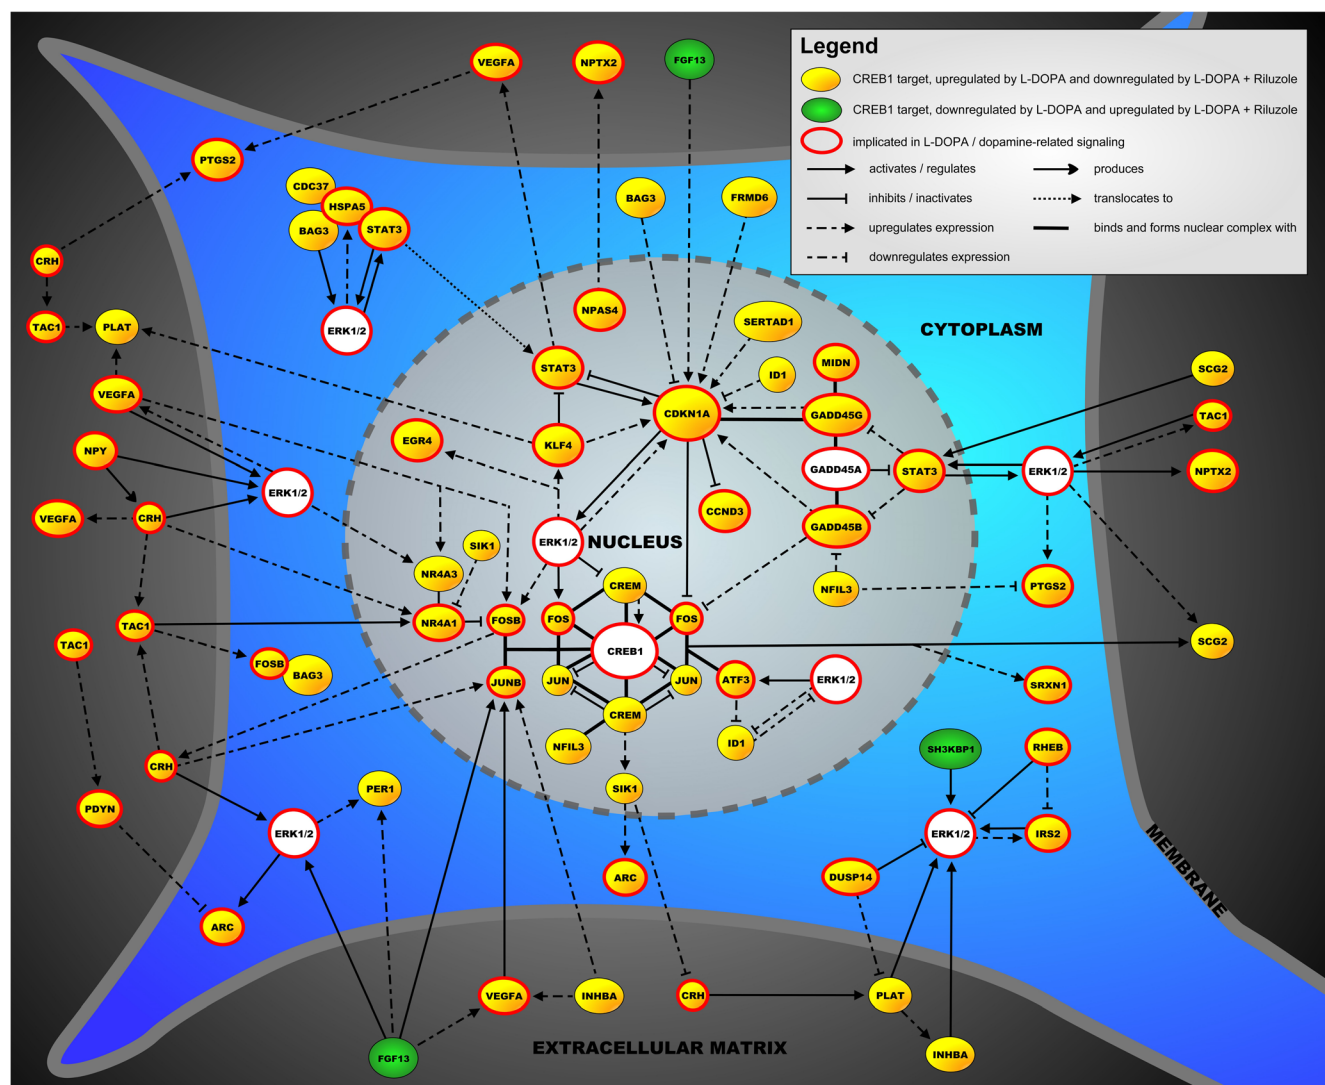 Legend
CREB1 target, upregulated by L-DOPA and downregulated by L-DOPA + Riluzole
CREB1 target, downregulated by L-DOPA and upregulated by L-DOPA + Riluzole
implicated in L-DOPA / dopamine-related signaling
activates / regulates
produces
inhibits / inactivates
translocates to
upregulates expression
binds and forms nuclear complex with
downregulates expression
VEGFA
NPTX2
FGF13
PTGS2
CDC37
HSPA5
BAG3
STAT3
BAG3
FRMD6
CRH
TAC1
PLAT
ERK1/2
NPAS4
SERTAD1
CYTOPLASM
STAT3
ID1
MIDN
SCG2
VEGFA
CDKN1A
GADD45G
TAC1
EGR4
KLF4
NPY
GADD45A
STAT3
ERK1/2
NPTX2
ERK1/2
VEGFA
CRH
CCND3
GADD45B
ERK1/2
NUCLEUS
SIK1
NR4A3
CREM
NFIL3
PTGS2
TAC1
NR4A1
FOSB
FOS
FOS
TAC1
CREB1
SCG2
FOSB
BAG3
JUNB
JUN
JUN
ATF3
ERK1/2
SRXN1
CREM
NFIL3
ID1
SH3KBP1
RHEB
CRH
PER1
SIK1
PDYN
ERK1/2
ERK1/2
IRS2
MEMBRANE
ARC
DUSP14
ARC
VEGFA
INHBA
CRH
PLAT
FGF13
EXTRACELLULAR MATRIX
INHBA